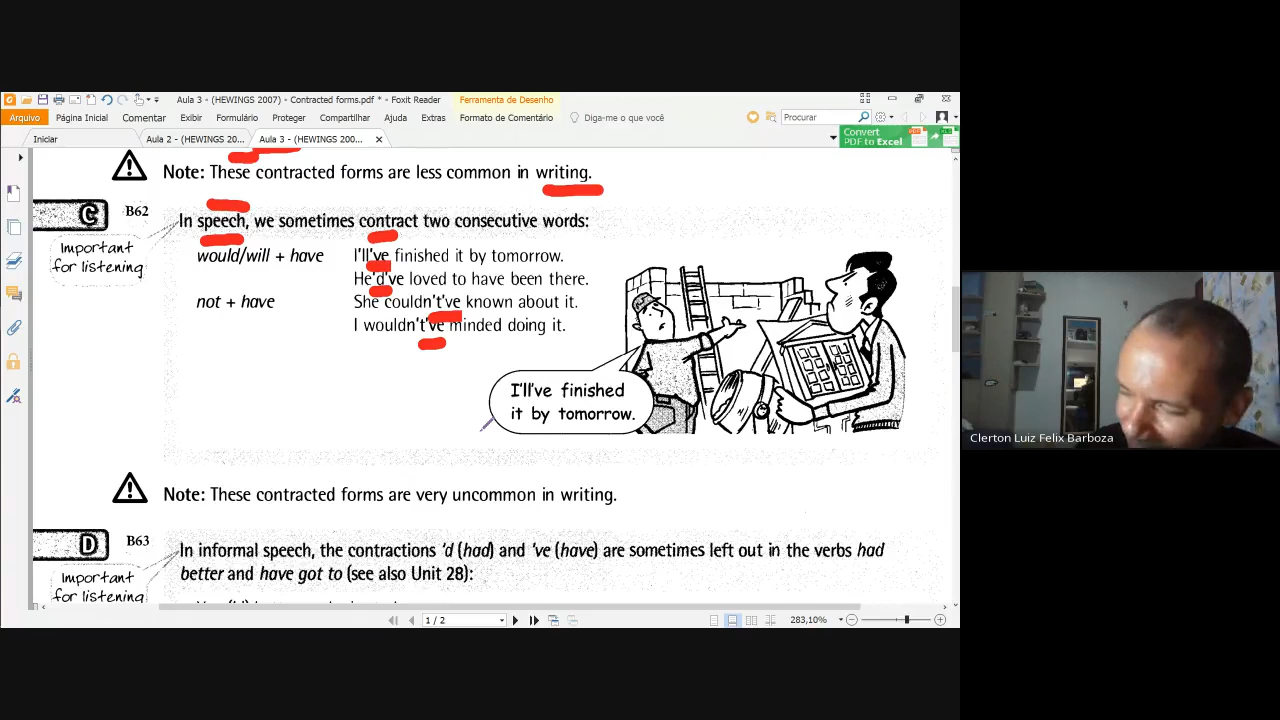 Aula 3 - (HEWINGS 2007) - Contracted forms.pdf * - Foxit Reader
Ferramenta de Desenho
Arquivo Página Inicial Comentar Exibir Formulário Proteger Compartilhar Ajuda Extras Formato de Comentário Diga-me o que você Procurar
Iniciar Aula 2 - (HEWINGS 20... Aula 3 - (HEWINGS 200...
Convert
PDF to Excel
Note: These contracted forms are less common in writing.
C B62 In speech, we sometimes contract two consecutive words:
Important
for listening
would/will + have I'll've finished it by tomorrow.
He'd've loved to have been there.
not + have She couldn't've known about it.
I wouldn't've minded doing it.
I'll've finished
it by tomorrow.
Note: These contracted forms are very uncommon in writing.
D B63 In informal speech, the contractions 'd (had) and 've (have) are sometimes left out in the verbs had
better and have got to (see also Unit 28):
Important
for listening
1 / 2
283,10%
Clerton Luiz Felix Barboza